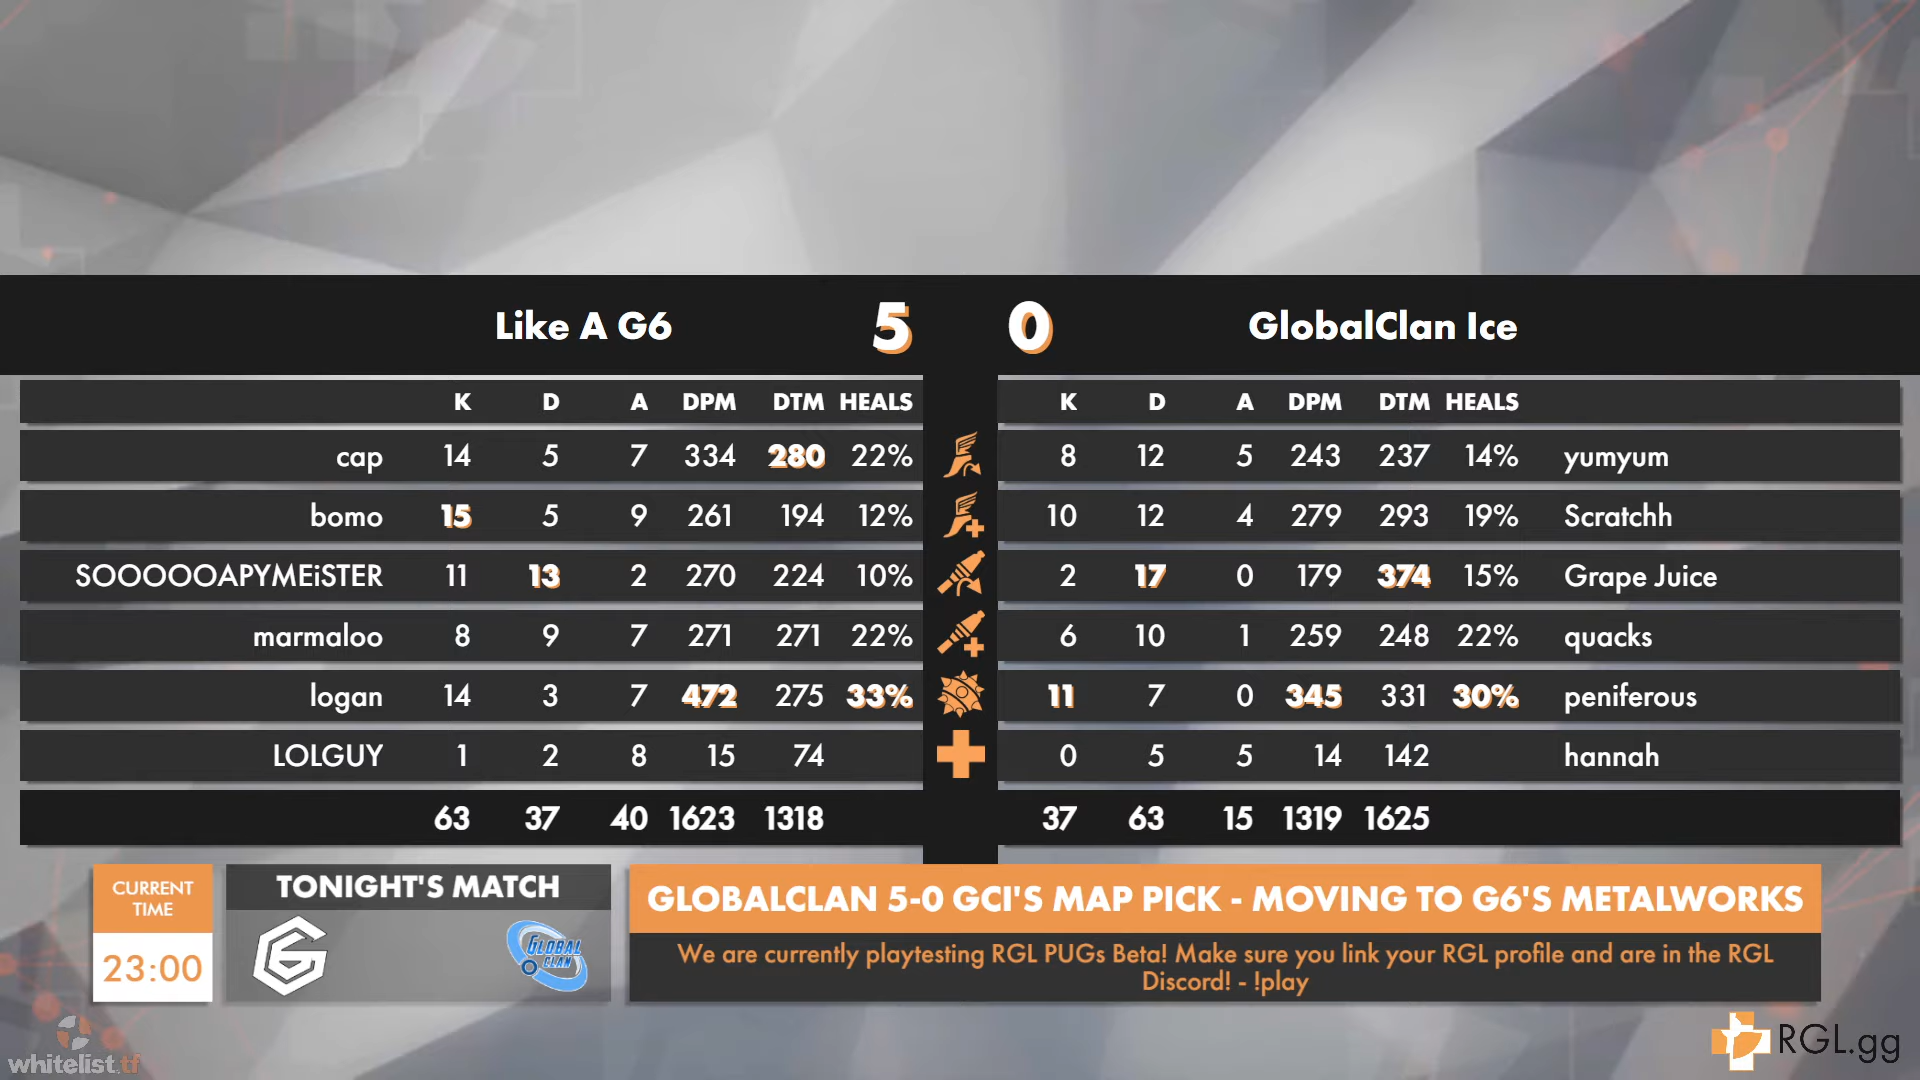 Like A G6 5 0 GlobalClan Ice
K D A DPM DTM HEALS K D A DPM DTM HEALS
cap 14 5 7 334 280 22% 8 12 5 243 237 14% yumyum
bomo 15 5 9 261 194 12% 10 12 4 279 293 19% Scratchh
SOOOOOAPYMEiSTER 11 13 2 270 224 10% 2 17 0 179 374 15% Grape Juice
marmaloo 8 9 7 271 271 22% 6 10 1 259 248 22% quacks
logan 14 3 7 472 275 33% 11 7 0 345 331 30% peniferous
LOLGUY 1 2 8 15 74 0 5 5 14 142 hannah
63 37 40 1623 1318 37 63 15 1319 1625
CURRENT
TIME
23:00
TONIGHT'S MATCH
G
GLOBAL
CLAN
GLOBALCLAN 5-0 GCI'S MAP PICK - MOVING TO G6'S METALWORKS
We are currently playtesting RGL PUGs Beta! Make sure you link your RGL profile and are in the RGL
Discord! - !play
whitelist.tf
RGL.gg